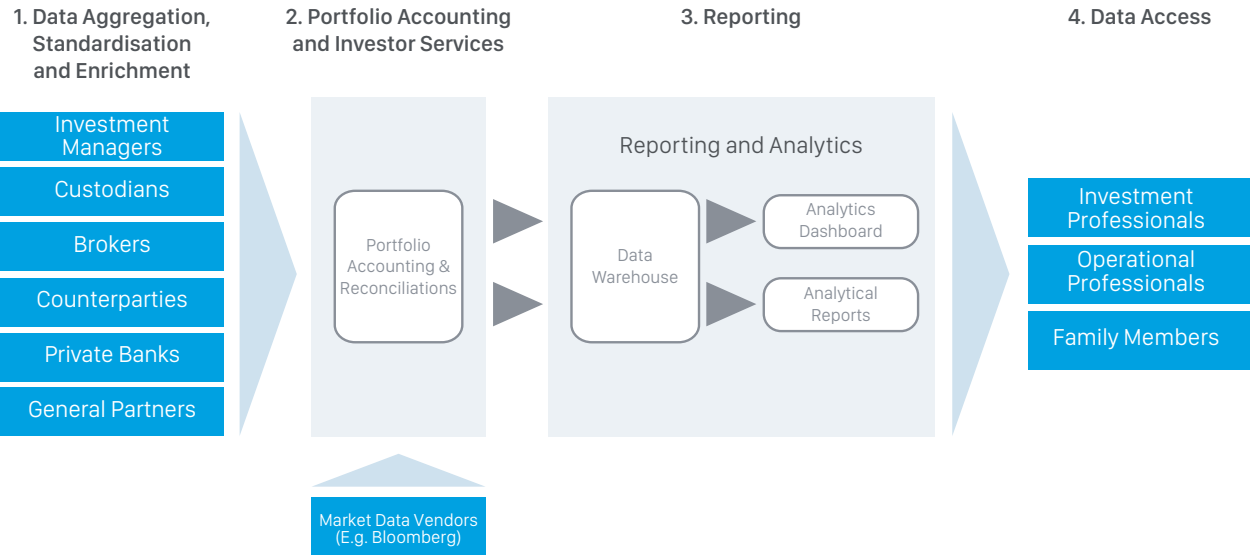 1. Data Aggregation,
Standardisation
and Enrichment
2. Portfolio Accounting
and Investor Services
3. Reporting
4. Data Access
Investment
Managers
Custodians
Brokers
Counterparties
Private Banks
General Partners
Portfolio
Accounting &
Reconciliations
Market Data Vendors
(E.g. Bloomberg)
Reporting and Analytics
Data
Warehouse
Analytics
Dashboard
Analytical
Reports
Investment
Professionals
Operational
Professionals
Family Members